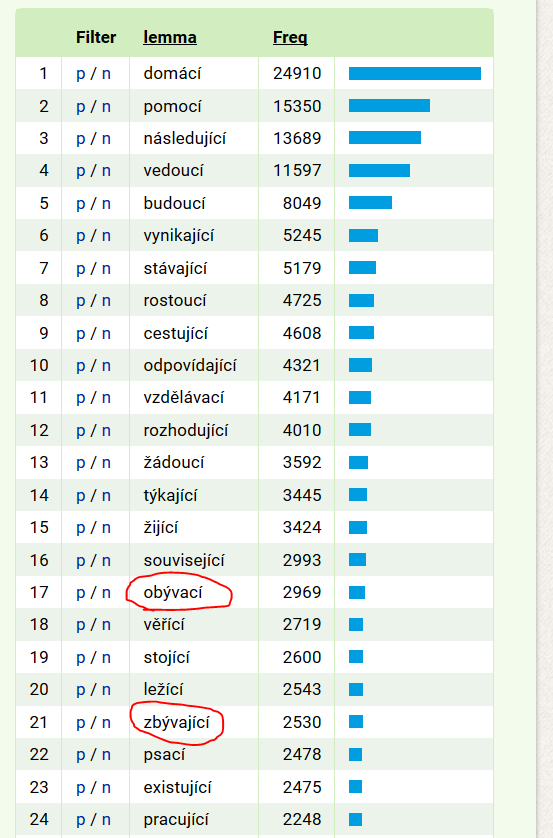 Filter lemma Freq
1 p / n domácí 24910
2 p / n pomocí 15350
3 p / n následující 13689
4 p / n vedoucí 11597
5 p / n budoucí 8049
6 p / n vynikající 5245
7 p / n stávající 5179
8 p / n rostoucí 4725
9 p / n cestující 4608
10 p / n odpovídající 4321
11 p / n vzdělávací 4171
12 p / n rozhodující 4010
13 p / n žádoucí 3592
14 p / n týkající 3445
15 p / n žijící 3424
16 p / n související 2993
17 p / n obývací 2969
18 p / n věřící 2719
19 p / n stojící 2600
20 p / n ležící 2543
21 p / n zbývající 2530
22 p / n psací 2478
23 p / n existující 2475
24 p / n pracující 2248